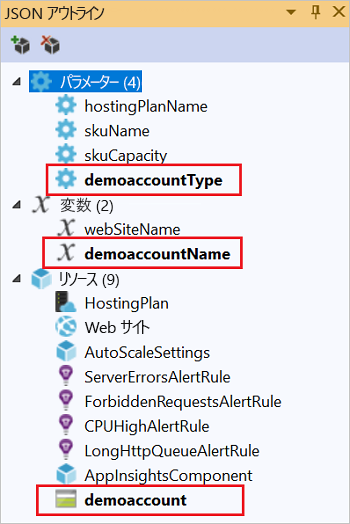 JSON アウトライン
パラメーター (4)
hostingPlanName
skuName
skuCapacity
demoaccountType
変数 (2)
webSiteName
demoaccountName
リソース (9)
HostingPlan
Web サイト
AutoScaleSettings
ServerErrorsAlertRule
ForbiddenRequestsAlertRule
CPUHighAlertRule
LongHttpQueueAlertRule
AppInsightsComponent
demoaccount